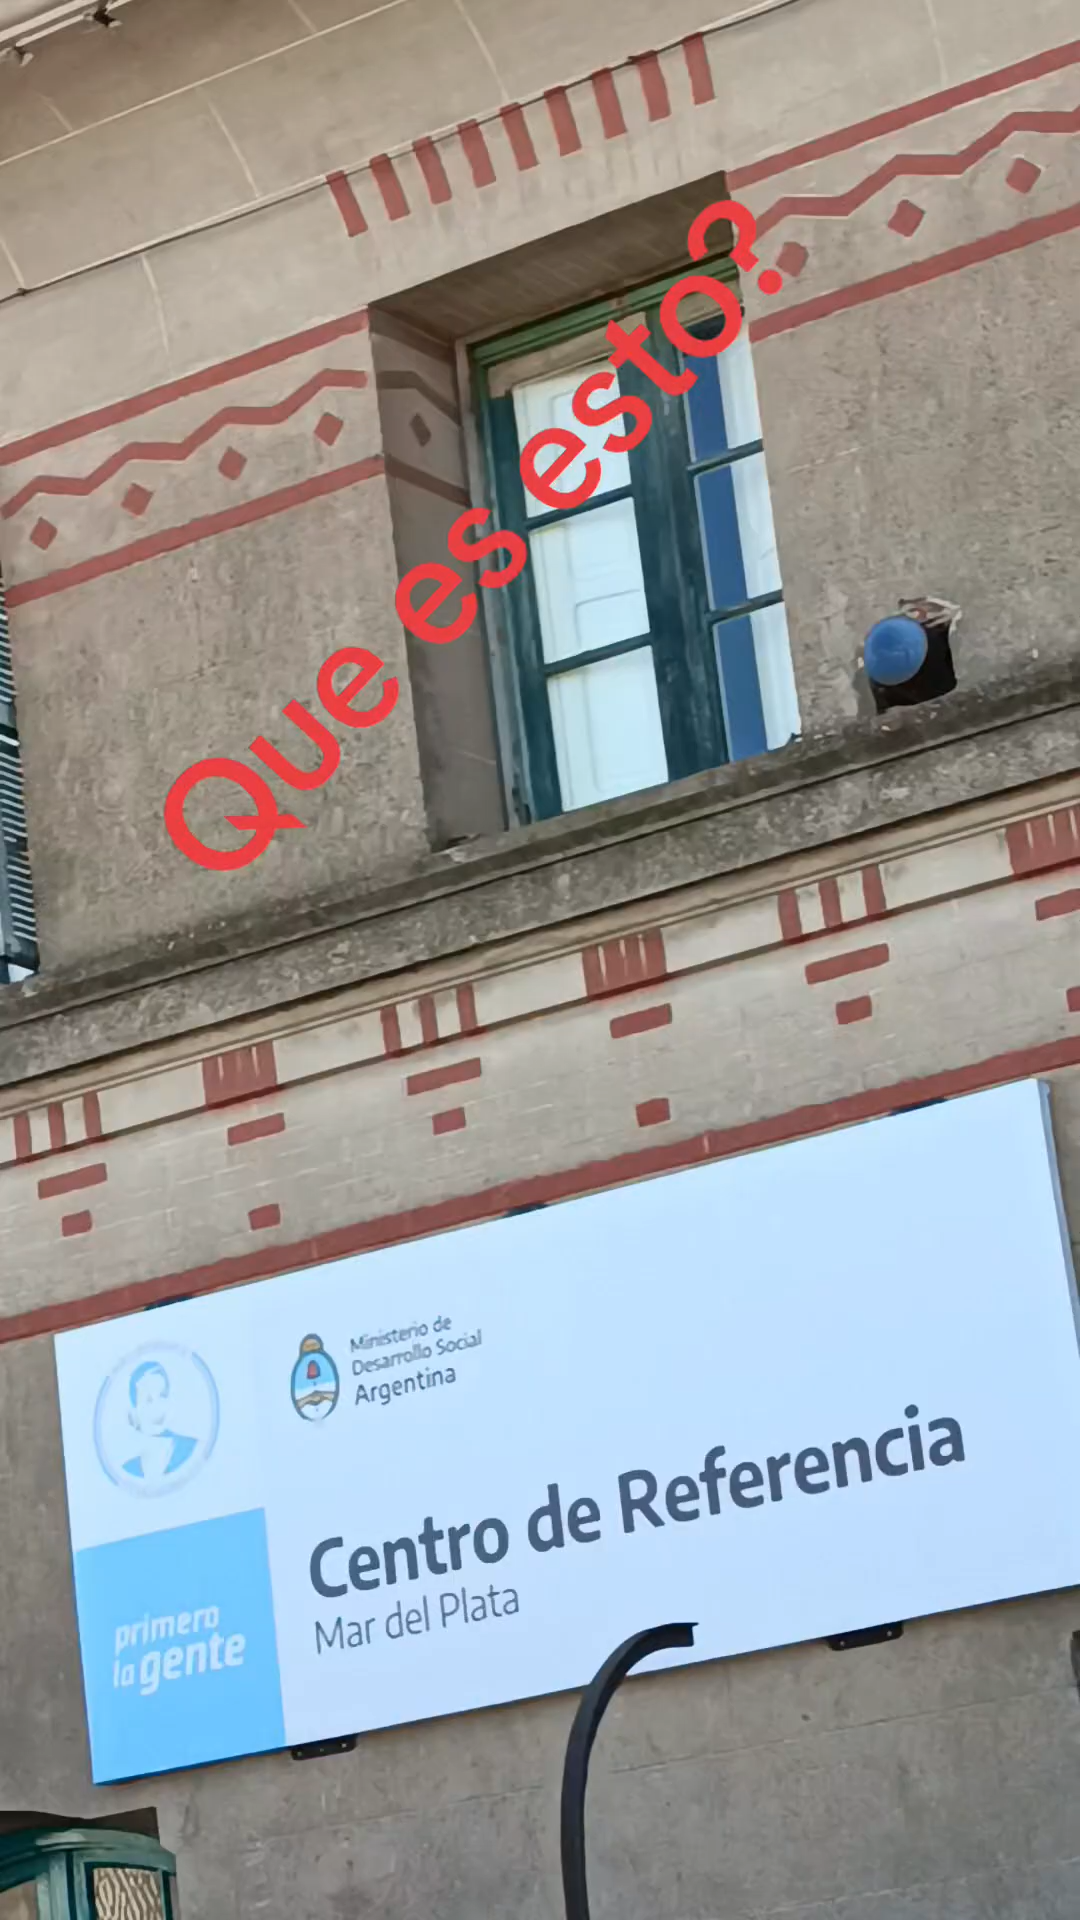 Que es esto?
Ministerio de
Desarrollo Social
Argentina
Centro de Referencia
Mar del Plata
primero
la gente